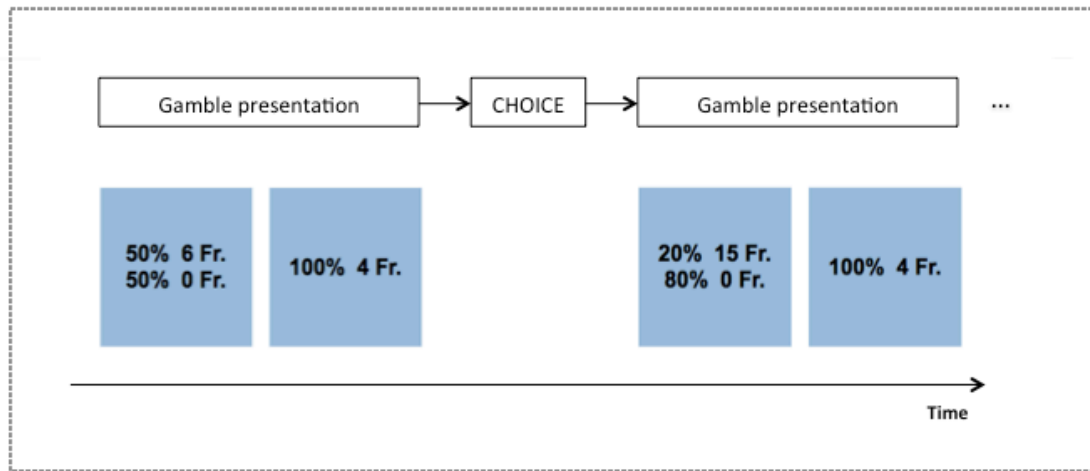 Gamble presentation
CHOICE
Gamble presentation
...
50% 6 Fr.
50% 0 Fr.
100% 4 Fr.
20% 15 Fr.
80% 0 Fr.
100% 4 Fr.
Time